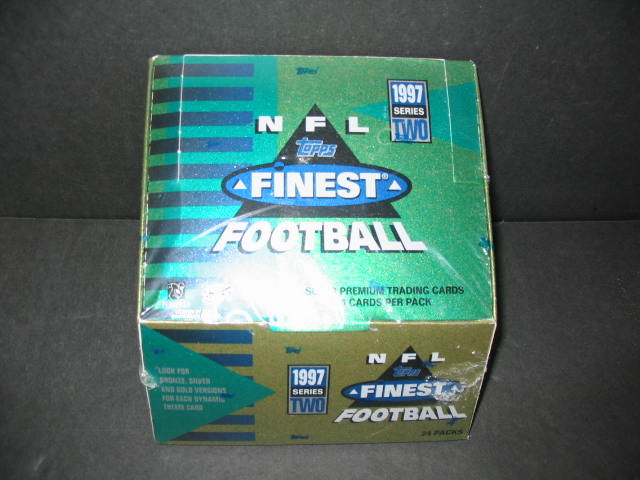 Topps
1997
SERIES
TWO
NFL
Topps
FINEST®
FOOTBALL
PREMIUM TRADING CARDS
CARDS PER PACK
Topps
NFL
Topps
FINEST
FOOTBALL
1997
SERIES
TWO
LOOK FOR
BRONZE, SILVER
AND GOLD VERSIONS
FOR EACH DYNAMIC
THEME CARD
24 PACKS